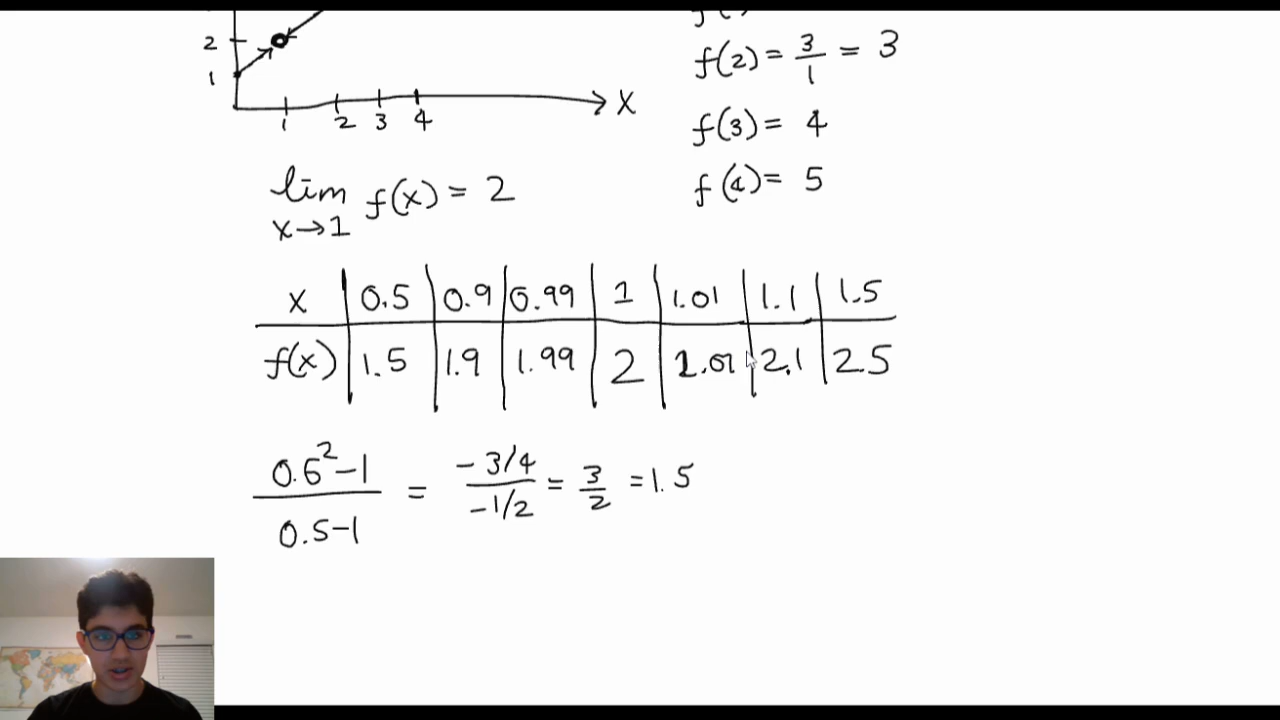 2
1
1 2 3 4 X
f(2) = 3/1 = 3
f(3) = 4
f(4) = 5
lim x→1 f(x) = 2
x 0.5 0.9 0.99 1 1.01 1.1 1.5
f(x) 1.5 1.9 1.99 2 2.01 2.1 2.5
0.5²-1 / 0.5-1 = -3/4 / -1/2 = 3/2 = 1.5